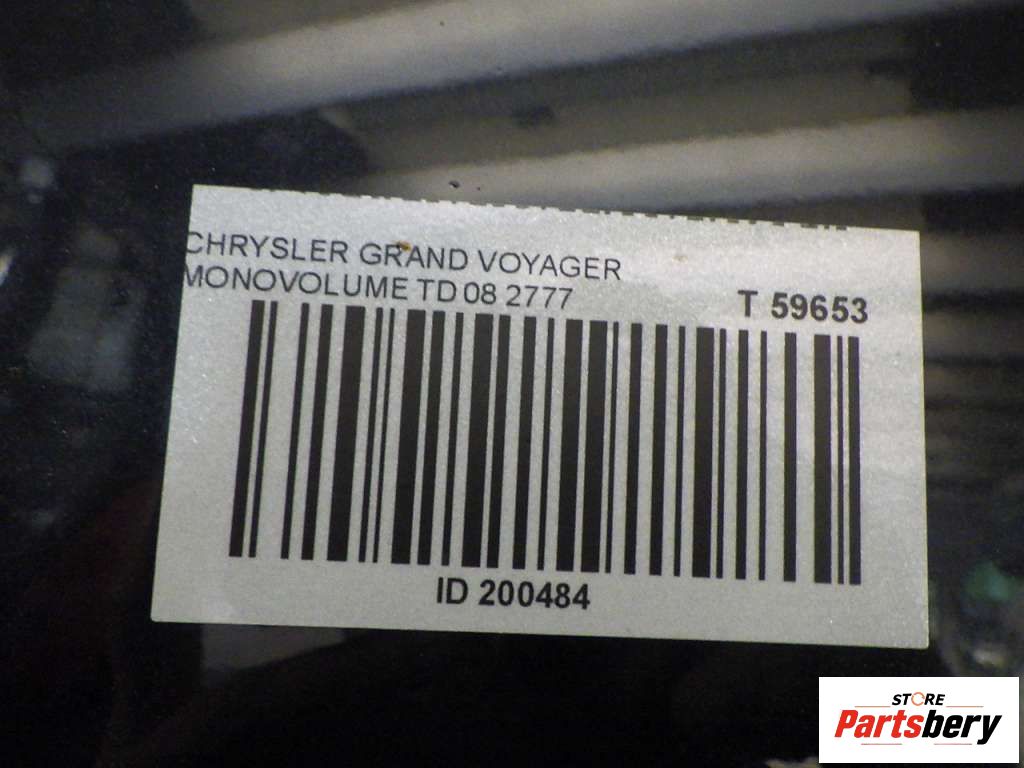 CHRYSLER GRAND VOYAGER
MONOVOLUME TD 08 2777
T 59653
ID 200484
STORE
Partsbery